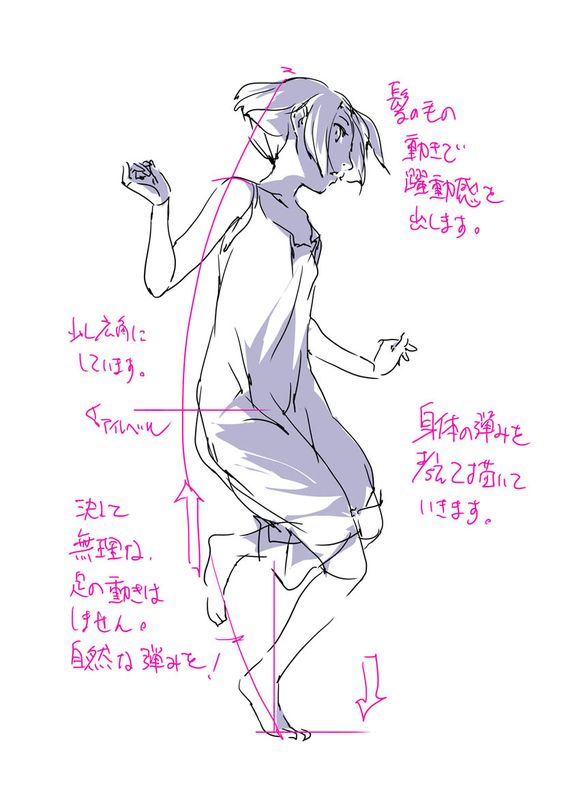 髪の毛の
動きで
躍動感を
出します。
少し広角に
しています。
アイレベル
身体の弾みを
考えて描いて
いきます。
決して
無理な
足の動きは
しません。
自然な弾みを!